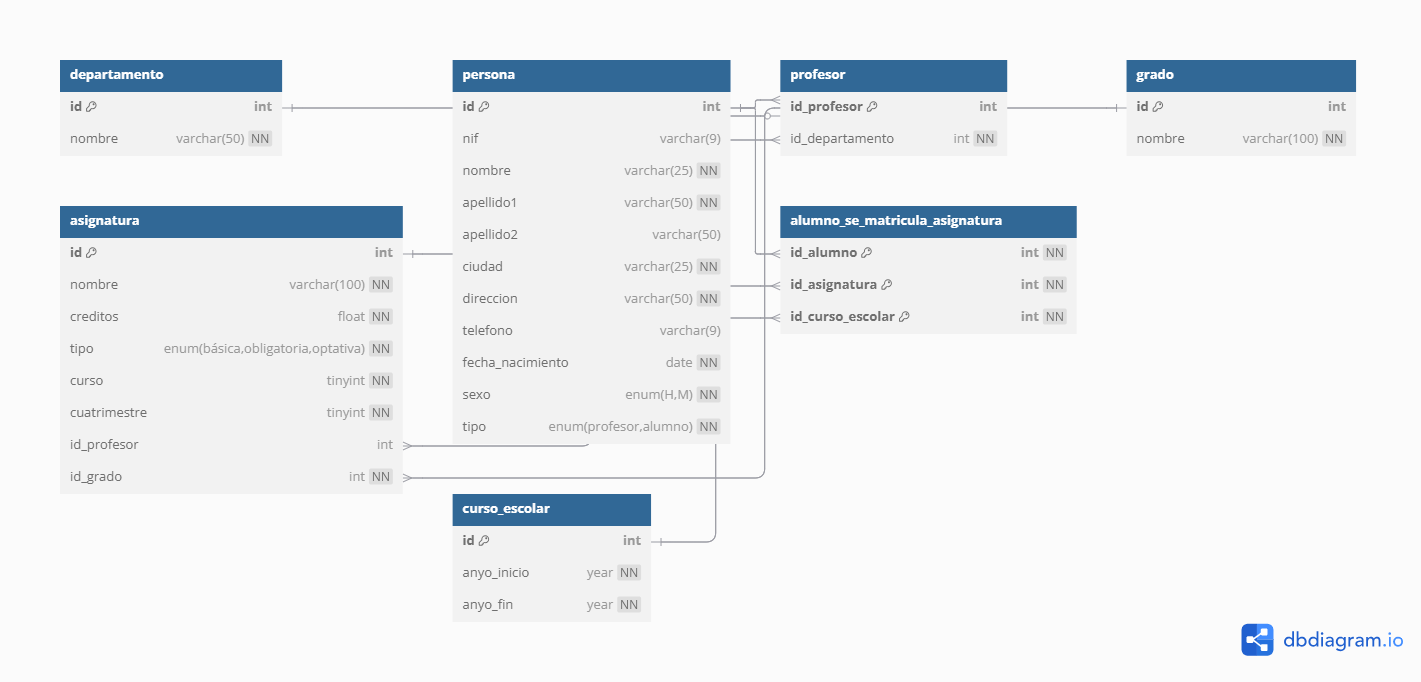 departamento
id int
nombre varchar(50) NN
persona
id int
nif varchar(9)
nombre varchar(25) NN
apellido1 varchar(50) NN
apellido2 varchar(50)
ciudad varchar(25) NN
direccion varchar(50) NN
telefono varchar(9)
fecha_nacimiento date NN
sexo enum(H,M) NN
tipo enum(profesor,alumno) NN
profesor
id_profesor int
id_departamento int NN
grado
id int
nombre varchar(100) NN
asignatura
id int
nombre varchar(100) NN
creditos float NN
tipo enum(básica,obligatoria,optativa) NN
curso tinyint NN
cuatrimestre tinyint NN
id_profesor int
id_grado int NN
alumno_se_matricula_asignatura
id_alumno int NN
id_asignatura int NN
id_curso_escolar int NN
curso_escolar
id int
anyo_inicio year NN
anyo_fin year NN
dbdiagram.io